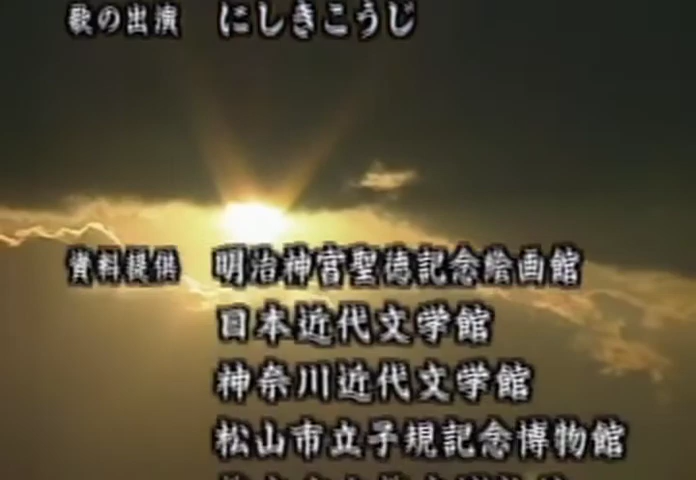 歌の出演 にしきこうじ
資料提供 明治神宮聖徳記念絵画館
日本近代文学館
神奈川近代文学館
松山市立子規記念博物館